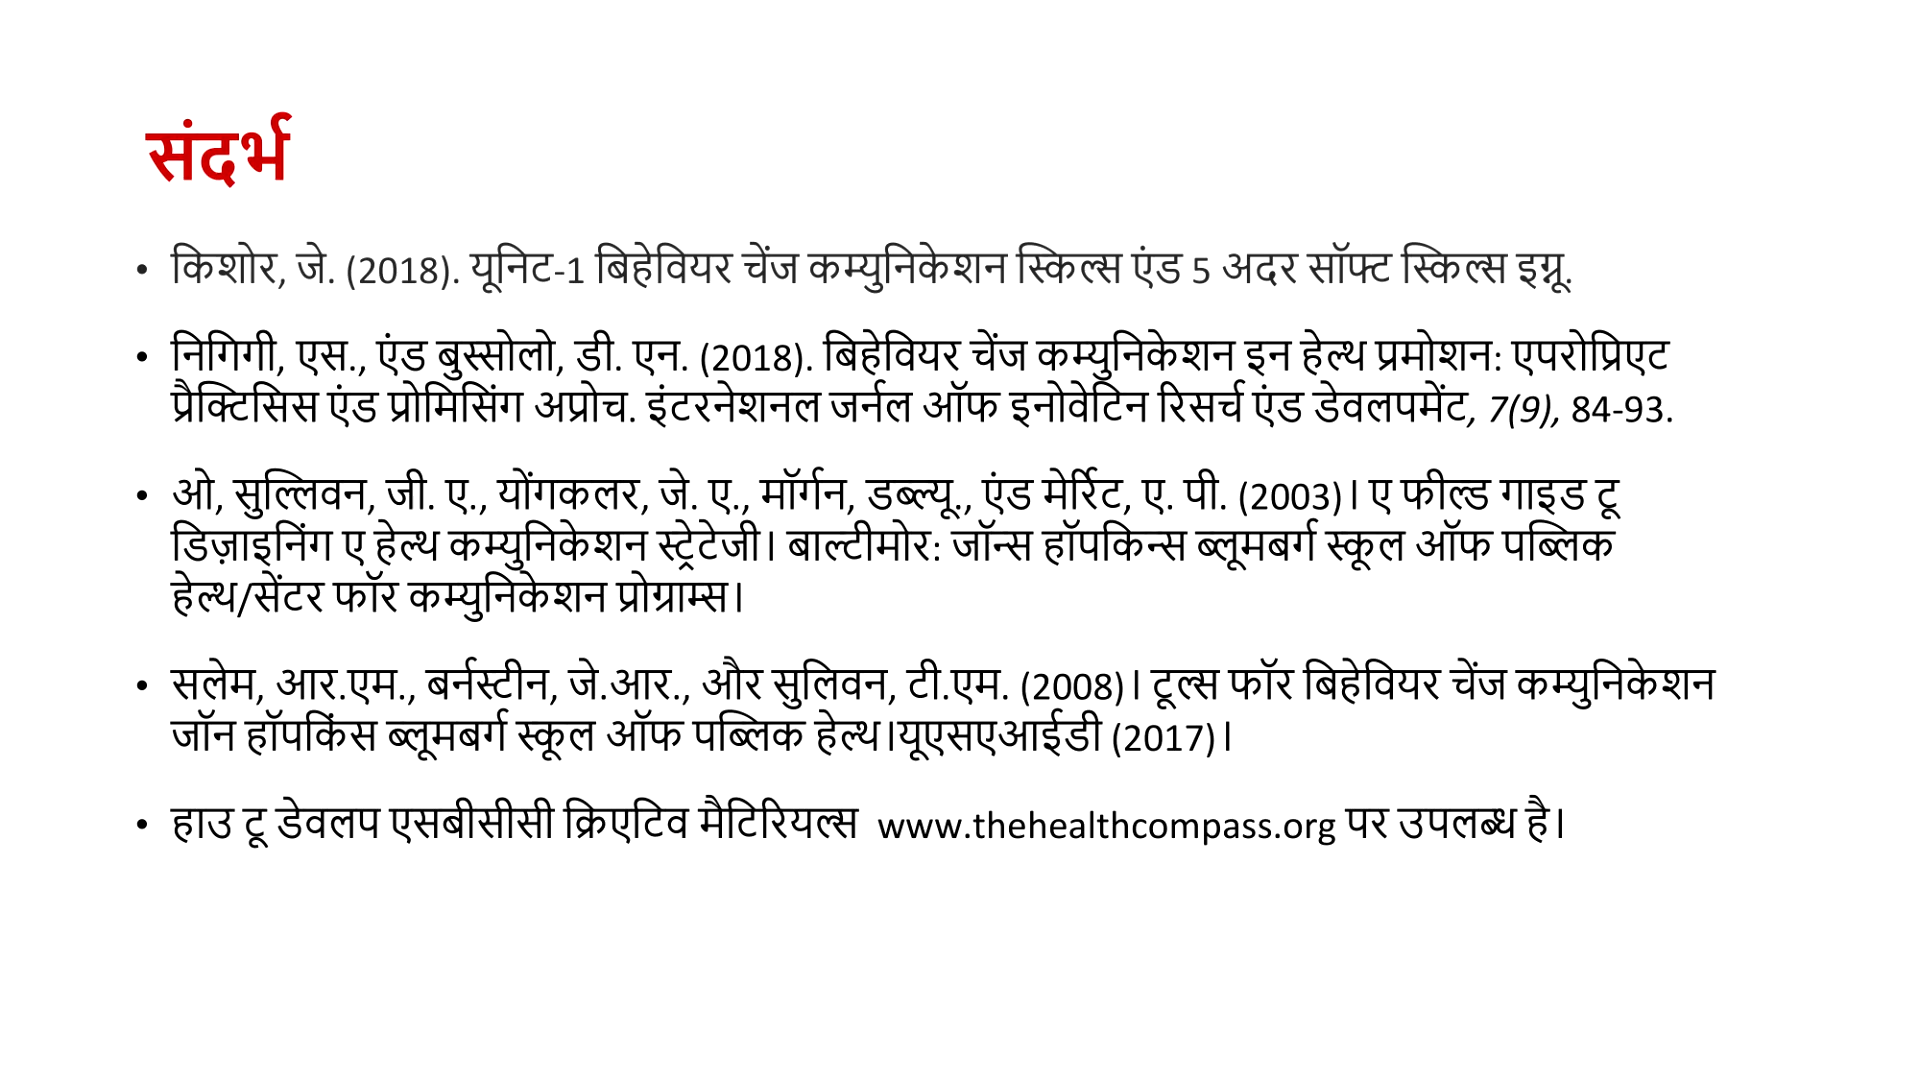 संदर्भ
• किशोर, जे. (2018). यूनिट-1 बिहेवियर चेंज कम्युनिकेशन स्किल्स एंड 5 अदर सॉफ्ट स्किल्स इग्नू.
• निगिगी, एस., एंड बुस्सोलो, डी. एन. (2018). बिहेवियर चेंज कम्युनिकेशन इन हेल्थ प्रमोशन: एपरोप्रिएट
प्रैक्टिसिस एंड प्रोमिसिंग अप्रोच. इंटरनेशनल जर्नल ऑफ इनोवेटिन रिसर्च एंड डेवलपमेंट, 7(9), 84-93.
• ओ, सुल्लिवन, जी. ए., योंगकलर, जे. ए., मॉर्गन, डब्ल्यू., एंड मेर्रिट, ए. पी. (2003)। ए फील्ड गाइड टू
डिज़ाइनिंग ए हेल्थ कम्युनिकेशन स्ट्रेटेजी। बाल्टीमोर: जॉन्स हॉपकिन्स ब्लूमबर्ग स्कूल ऑफ पब्लिक
हेल्थ/सेंटर फॉर कम्युनिकेशन प्रोग्राम्स।
• सलेम, आर.एम., बर्नस्टीन, जे.आर., और सुलिवन, टी.एम. (2008)। टूल्स फॉर बिहेवियर चेंज कम्युनिकेशन
जॉन हॉपकिंस ब्लूमबर्ग स्कूल ऑफ पब्लिक हेल्थ।यूएसएआईडी (2017)।
• हाउ टू डेवलप एसबीसीसी क्रिएटिव मैटिरियल्स www.thehealthcompass.org पर उपलब्ध है।